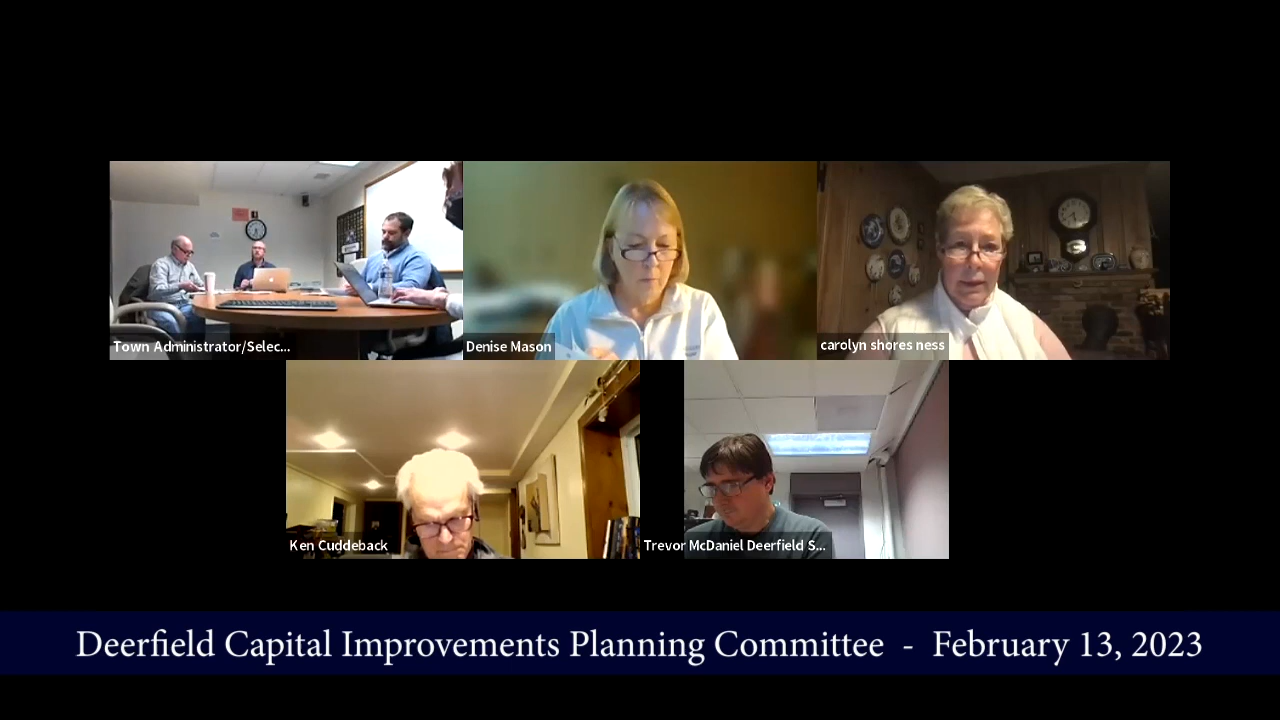 Town Administrator/Selec...
Denise Mason
carolyn shores ness
Ken Cuddeback
Trevor McDaniel Deerfield S...
Deerfield Capital Improvements Planning Committee - February 13, 2023